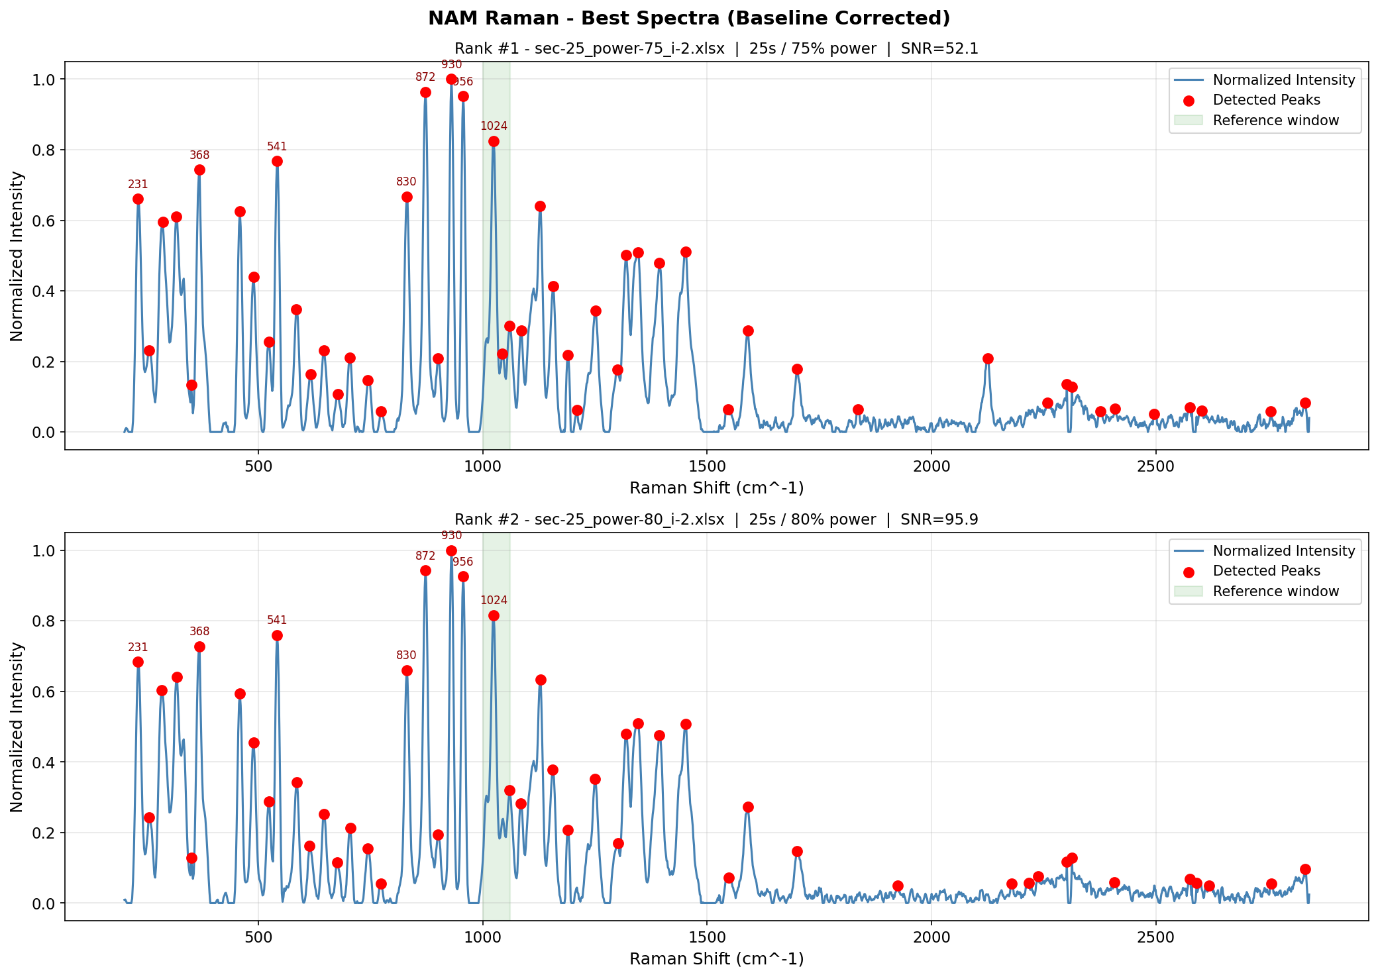 NAM Raman - Best Spectra (Baseline Corrected)
Rank #1 - sec-25_power-75_i-2.xlsx | 25s / 75% power | SNR=52.1
Normalized Intensity
1.0
0.8
0.6
0.4
0.2
0.0
231
368
541
830
872
930
956
1024
Normalized Intensity
Detected Peaks
Reference window
500
1000
1500
2000
2500
Raman Shift (cm^-1)
Rank #2 - sec-25_power-80_i-2.xlsx | 25s / 80% power | SNR=95.9
Normalized Intensity
1.0
0.8
0.6
0.4
0.2
0.0
231
368
541
830
872
930
956
1024
Normalized Intensity
Detected Peaks
Reference window
500
1000
1500
2000
2500
Raman Shift (cm^-1)